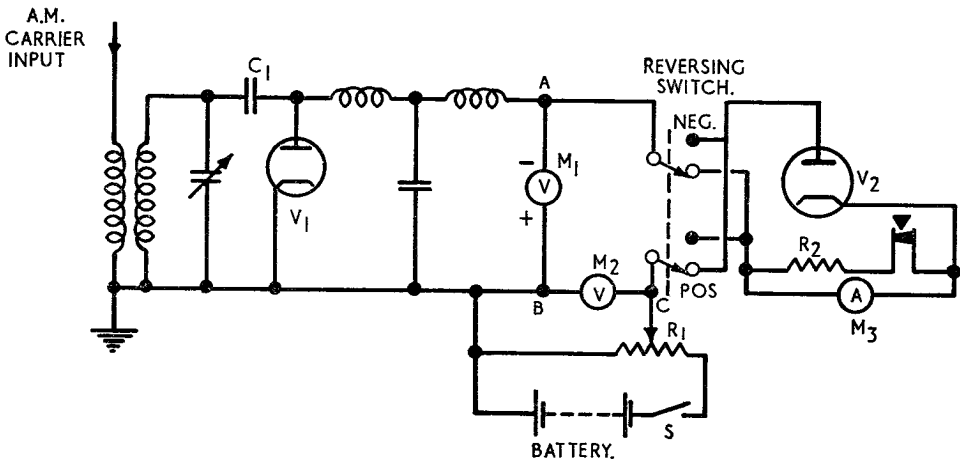 A.M.
CARRIER
INPUT
C1
V1
A
− M1
V
+
B
M2
V
C
R1
BATTERY.
S
REVERSING
SWITCH.
NEG.
POS
V2
R2
A
M3